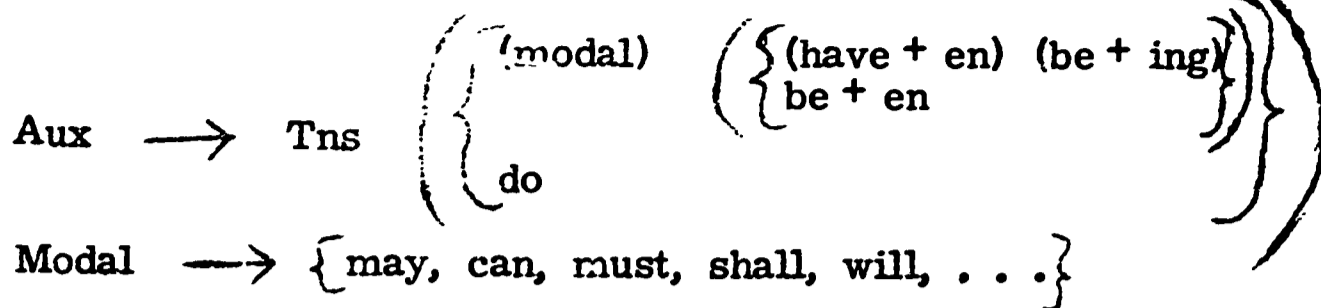 (modal) ( { (have + en) (be + ing) } )
be + en
Aux → Tns ( { } )
do
Modal → {may, can, must, shall, will, . . .}